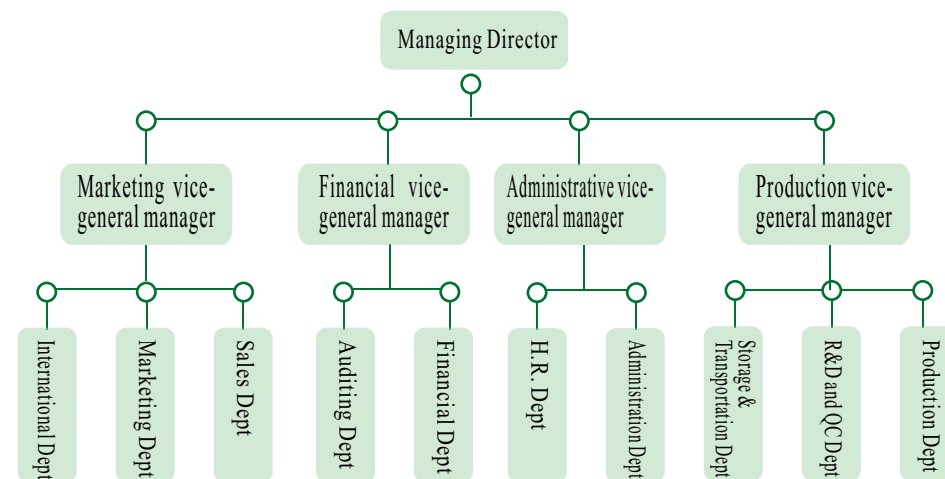 Managing Director
Marketing vice-
general manager
Financial vice-
general manager
Administrative vice-
general manager
Production vice-
general manager
International Dept
Marketing Dept
Sales Dept
Auditing Dept
Financial Dept
H.R. Dept
Administration Dept
Storage &
Transportation Dept
R&D and QC Dept
Production Dept